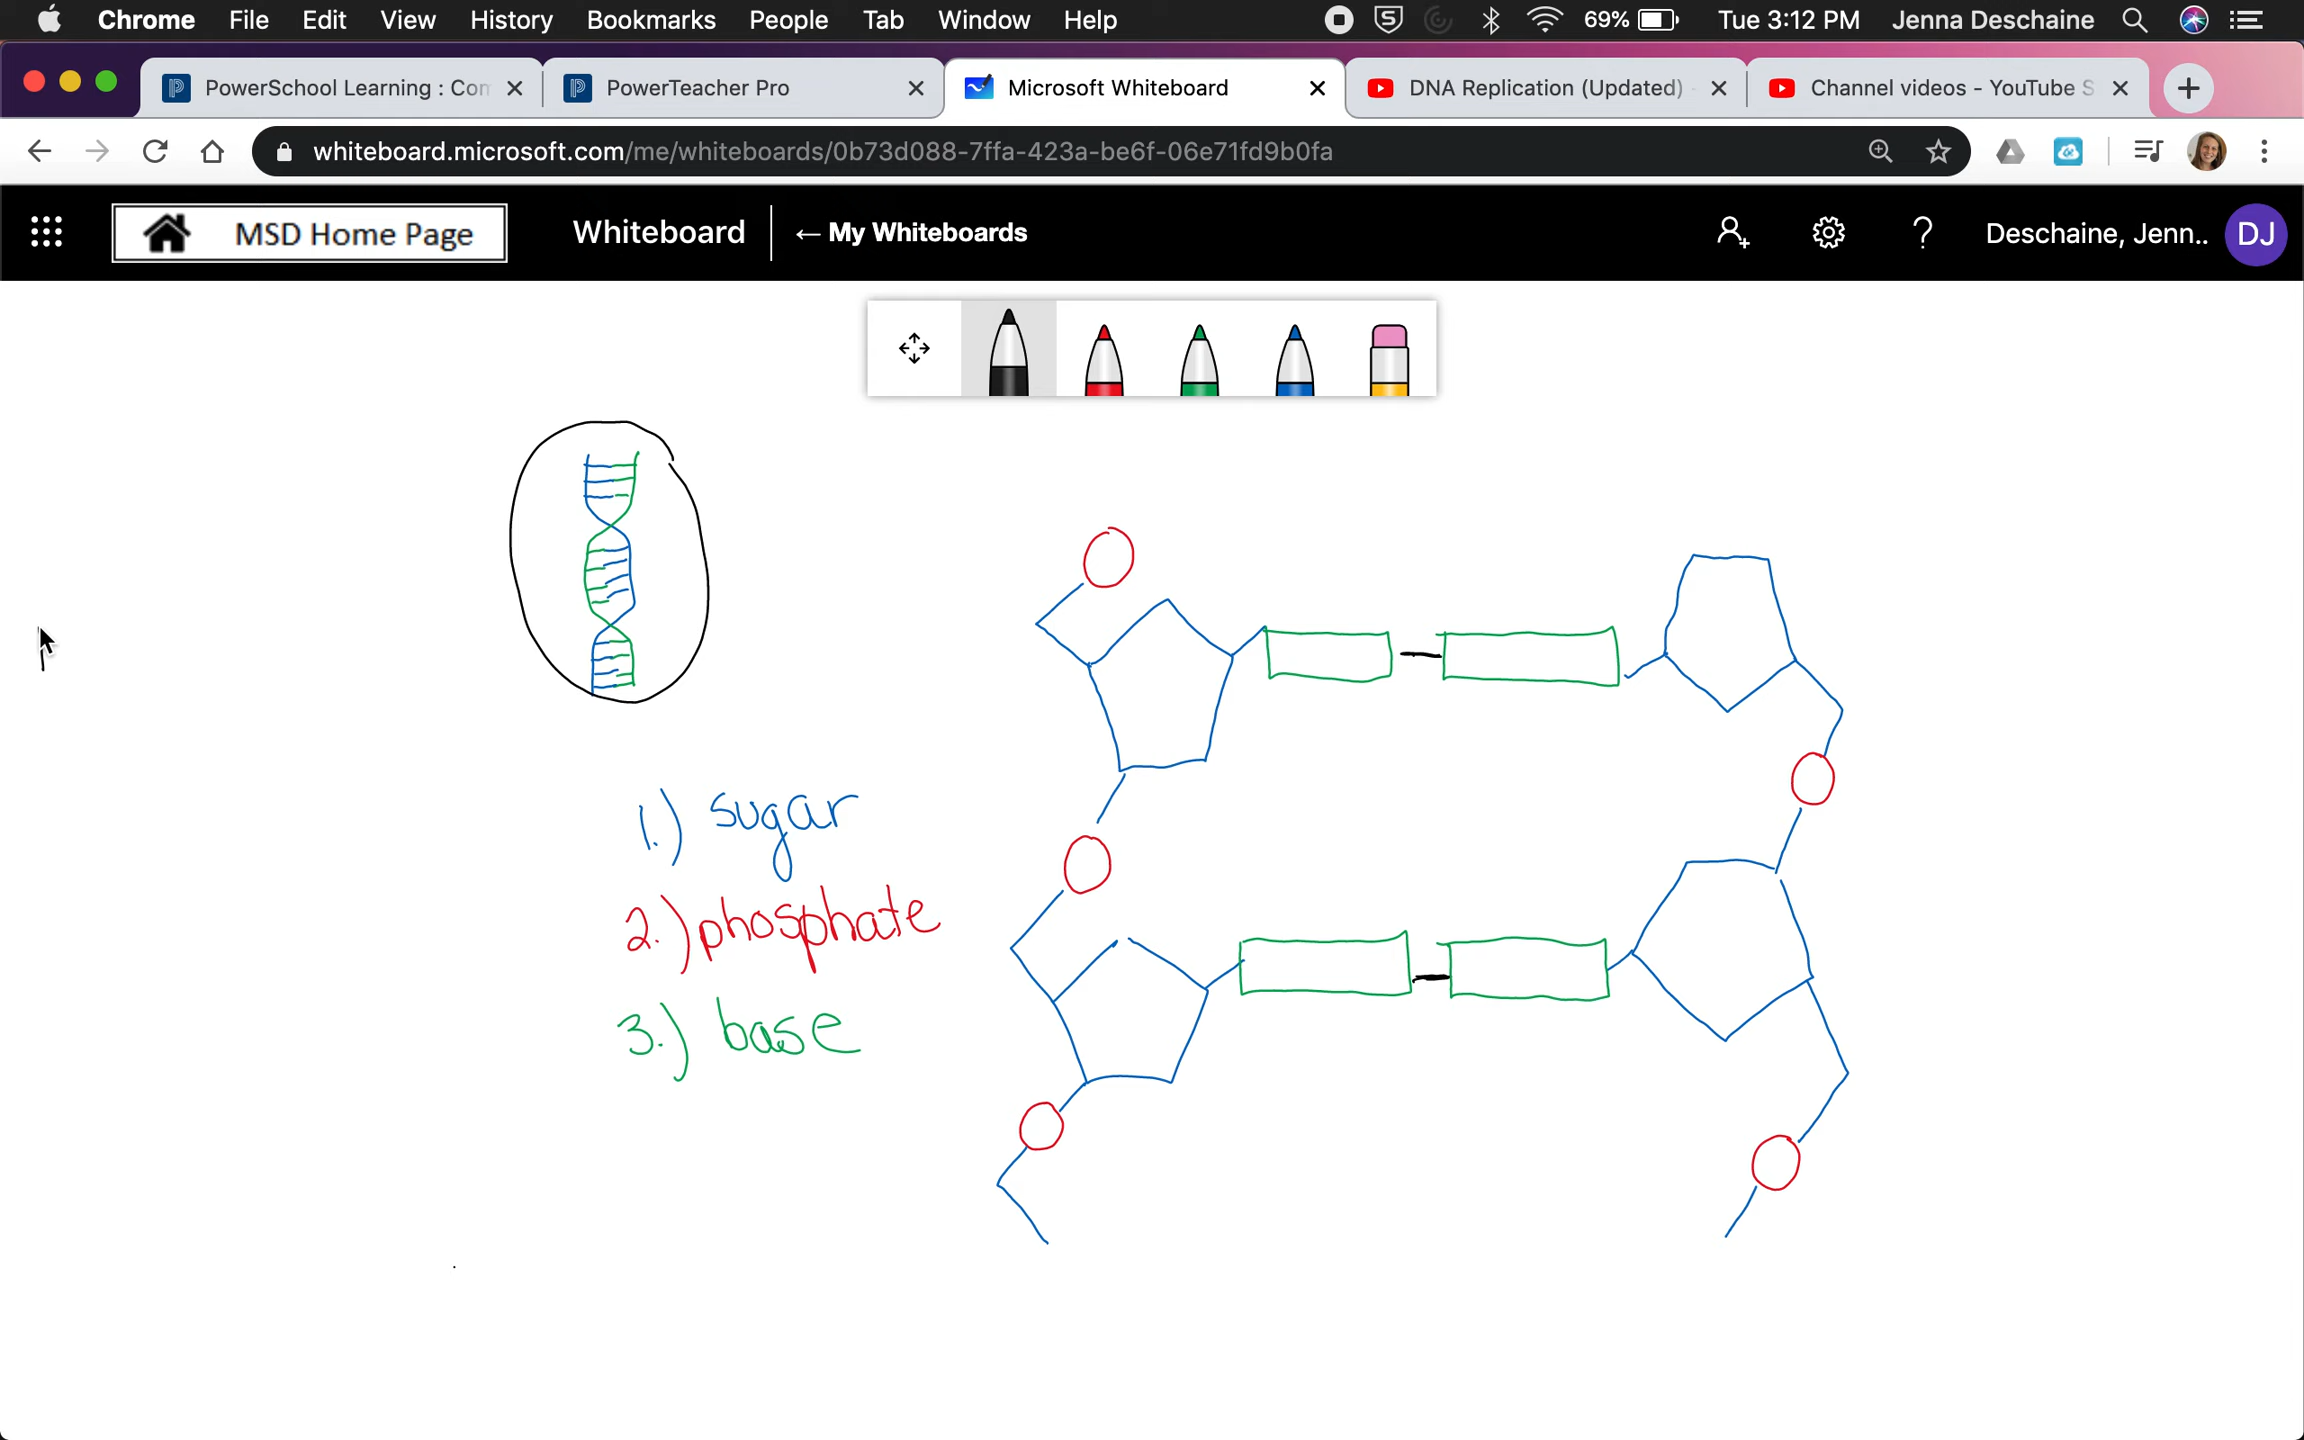 Chrome File Edit View History Bookmarks People Tab Window Help 69% Tue 3:12 PM Jenna Deschaine
PowerSchool Learning : Con PowerTeacher Pro Microsoft Whiteboard DNA Replication (Updated) Channel videos - YouTube S
whiteboard.microsoft.com/me/whiteboards/0b73d088-7ffa-423a-be6f-06e71fd9b0fa
MSD Home Page Whiteboard ← My Whiteboards ? Deschaine, Jenn.. DJ
1.) sugar
2.) phosphate
3.) base